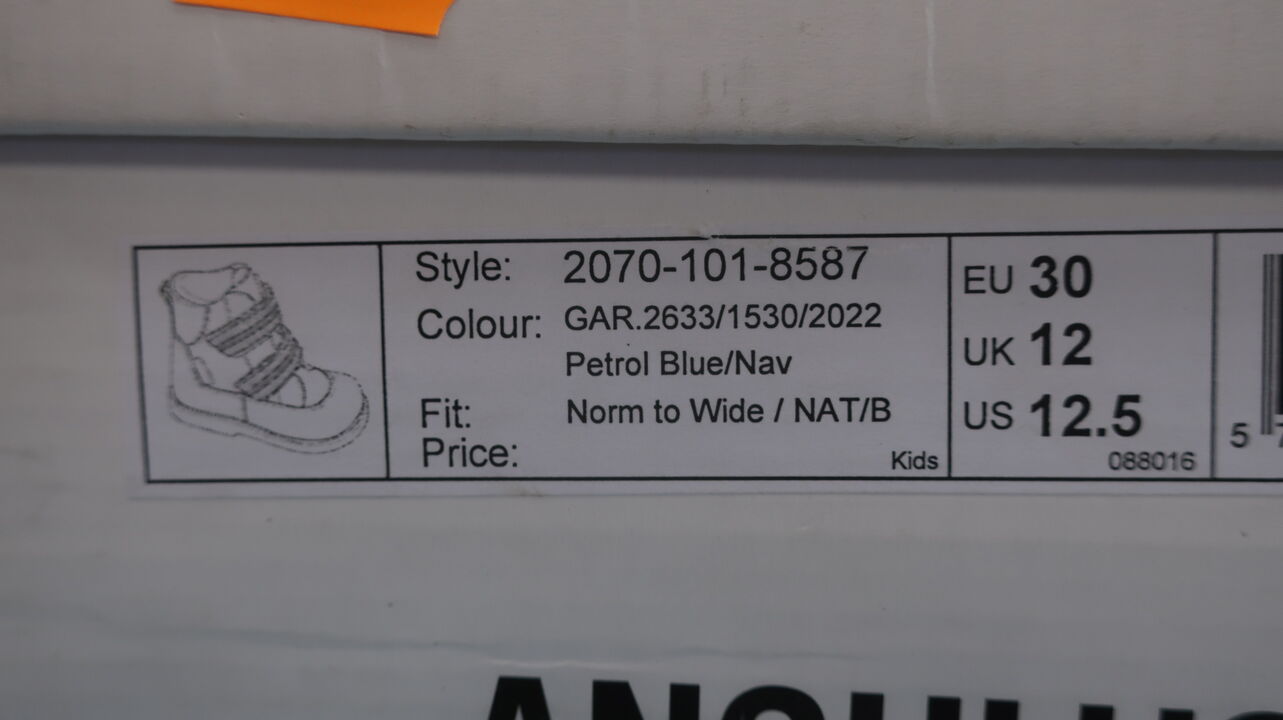 Style: 2070-101-8587
Colour: GAR.2633/1530/2022
Petrol Blue/Nav
Fit: Norm to Wide / NAT/B
Price:
Kids
EU 30
UK 12
US 12.5
088016
5 7